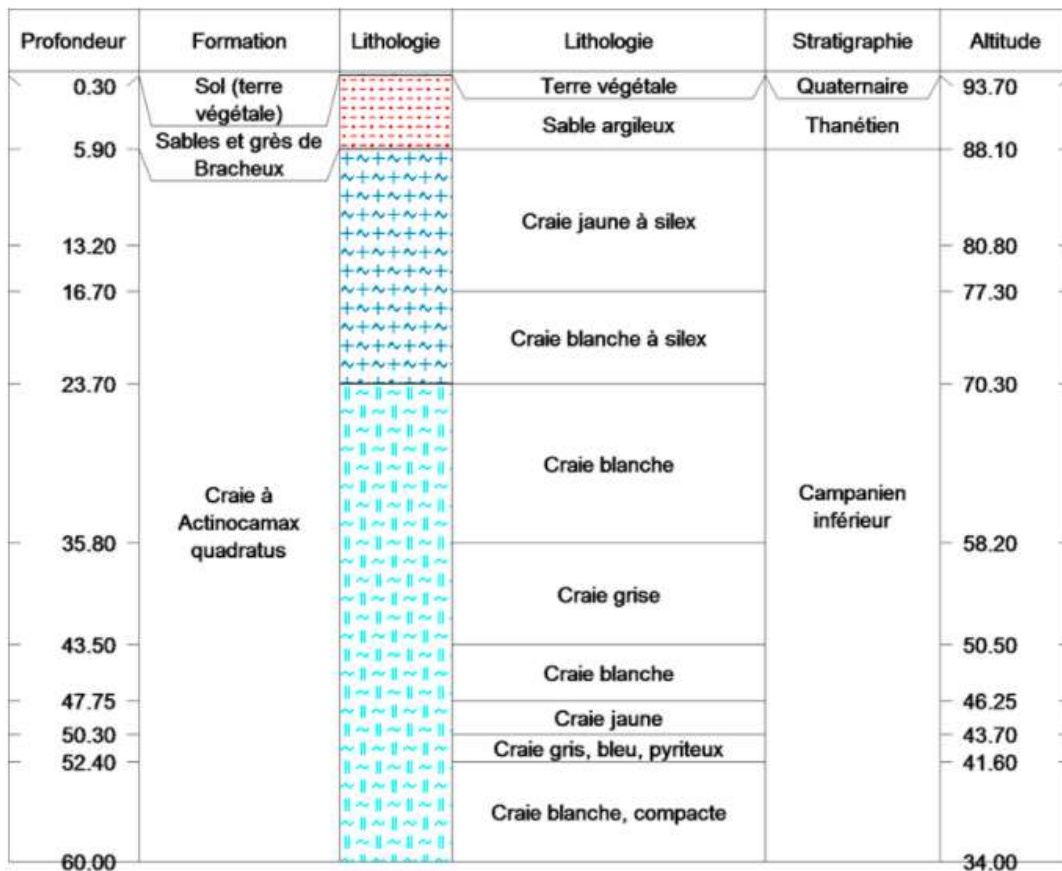 Profondeur Formation Lithologie Lithologie Stratigraphie Altitude
0.30 Sol (terre végétale) Terre végétale Quaternaire 93.70
Sable argileux Thanétien
5.90 Sables et grès de Bracheux 88.10
Craie jaune à silex
13.20 80.80
16.70 77.30
Craie blanche à silex
23.70 70.30
Craie blanche
Craie à Actinocamax quadratus Campanien inférieur
35.80 58.20
Craie grise
43.50 50.50
Craie blanche
47.75 46.25
Craie jaune
50.30 43.70
Craie gris, bleu, pyriteux
52.40 41.60
Craie blanche, compacte
60.00 34.00